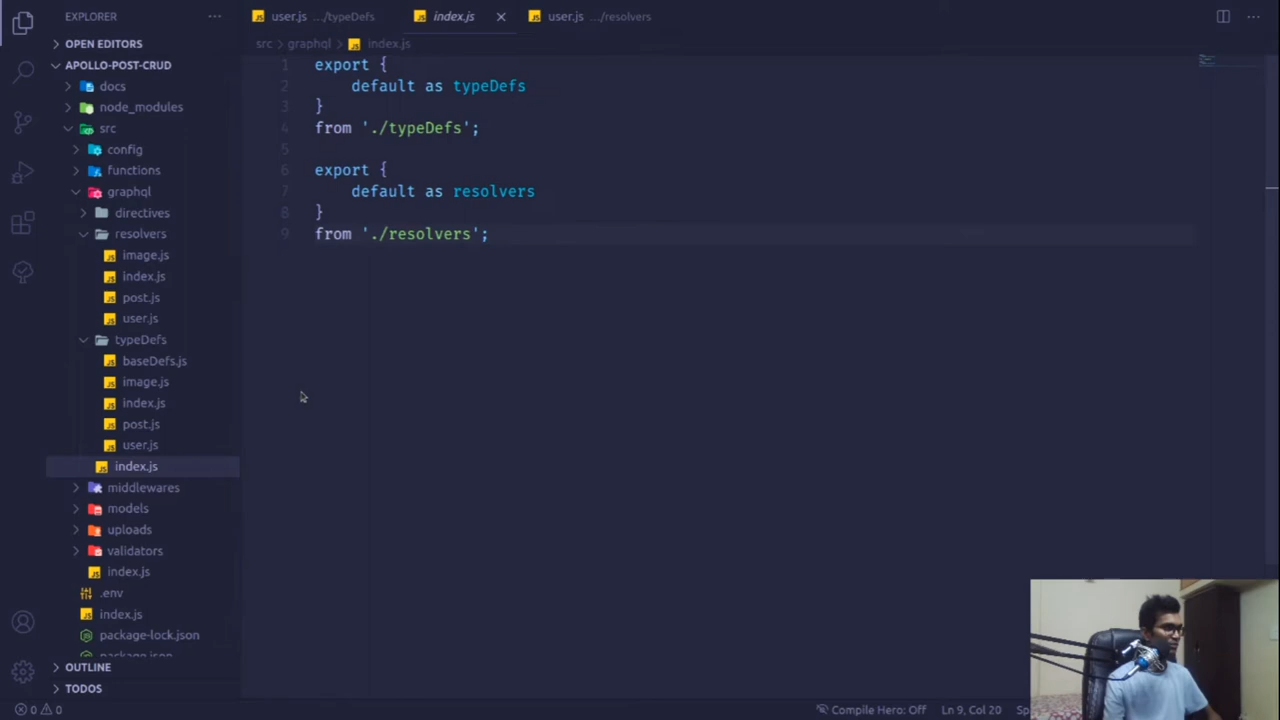 EXPLORER
OPEN EDITORS
APOLLO-POST-CRUD
docs
node_modules
src
config
functions
graphql
directives
resolvers
image.js
index.js
post.js
user.js
typeDefs
baseDefs.js
image.js
index.js
post.js
user.js
index.js
middlewares
models
uploads
validators
index.js
.env
index.js
package-lock.json
package.json
OUTLINE
TODOS
user.js .../typeDefs index.js user.js .../resolvers
src graphql index.js
1 export {
2 default as typeDefs
3 }
4 from './typeDefs';
5
6 export {
7 default as resolvers
8 }
9 from './resolvers';
0 0 Compile Hero: Off Ln 9, Col 20